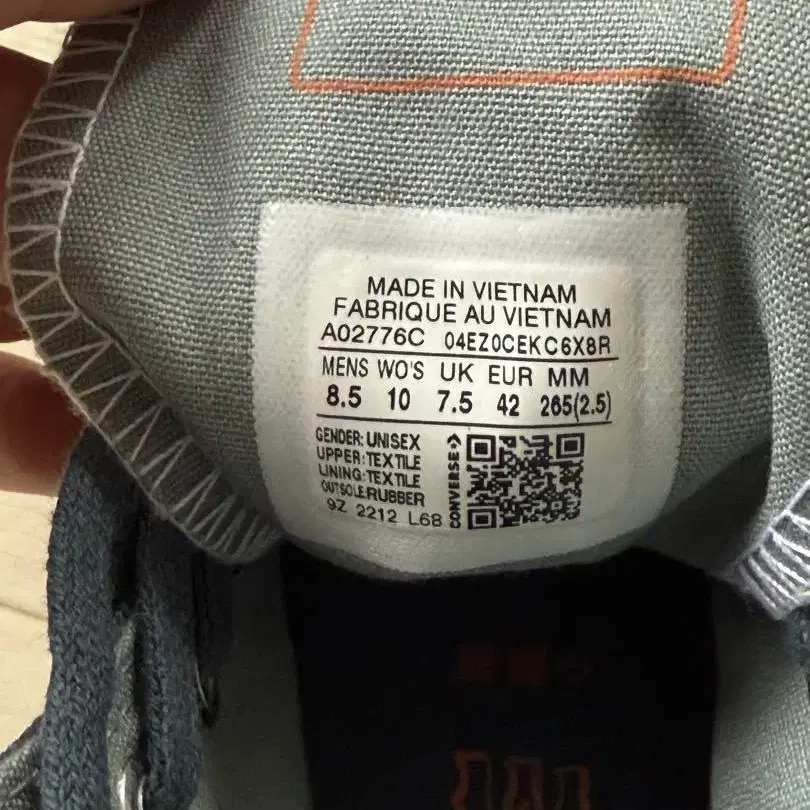 MADE IN VIETNAM
FABRIQUE AU VIETNAM
A02776C 04EZ0CEKC6X8R
MENS WO'S UK EUR MM
8.5 10 7.5 42 265(2.5)
GENDER: UNISEX
UPPER: TEXTILE
LINING: TEXTILE
OUTSOLE: RUBBER
9Z 2212 L68
CONVERSE